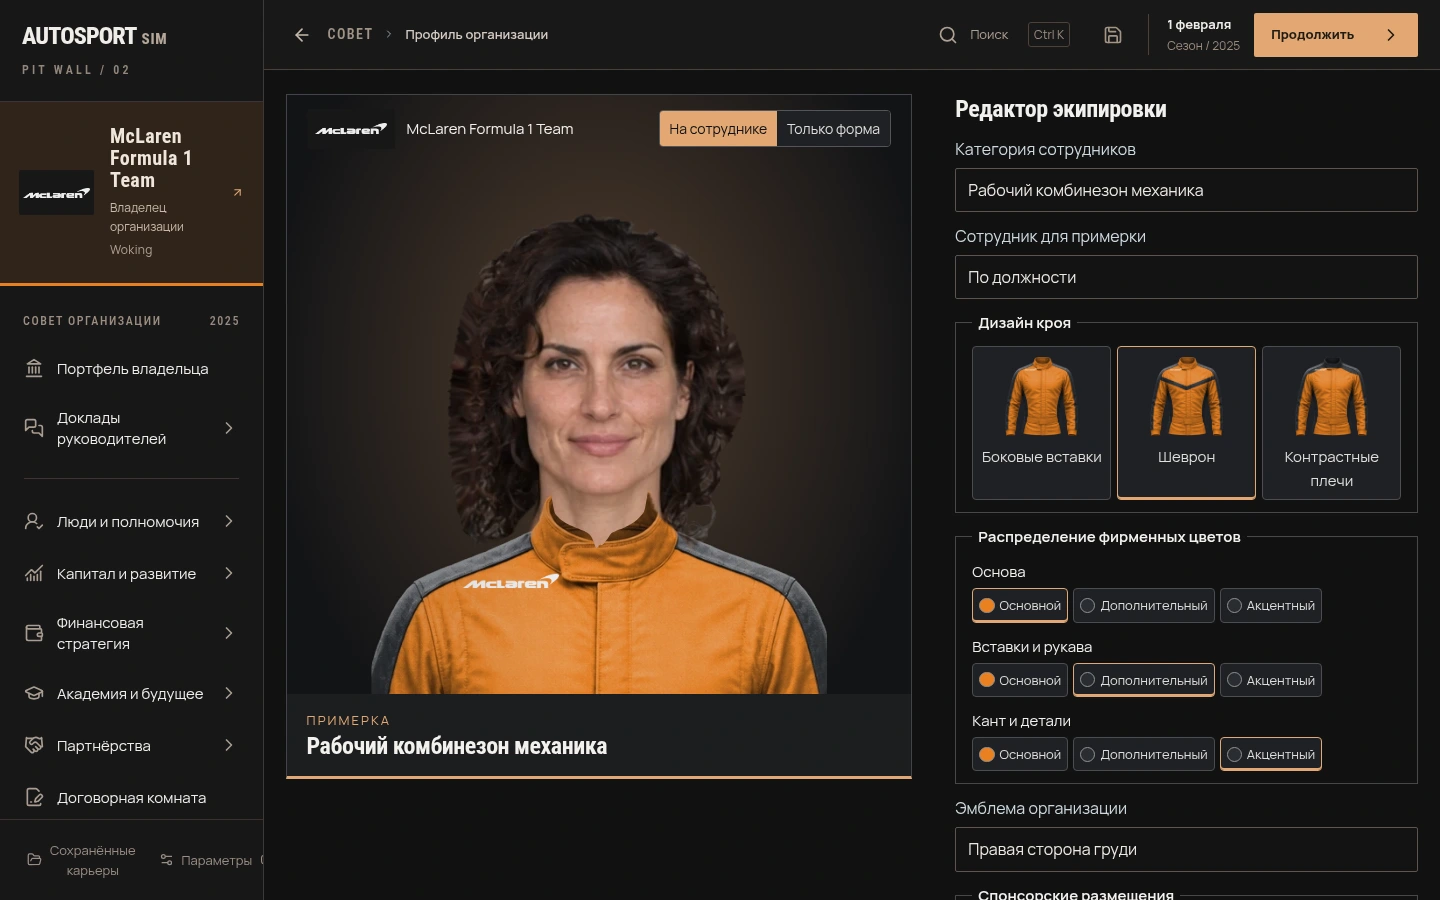 AUTOSPORT SIM
PIT WALL / 02
McLaren
McLaren
Formula 1
Team
Владелец
организации
Woking
СОВЕТ ОРГАНИЗАЦИИ 2025
Портфель владельца
Доклады
руководителей
Люди и полномочия
Капитал и развитие
Финансовая
стратегия
Академия и будущее
Партнёрства
Договорная комната
Сохранённые
карьеры
Параметры
СОВЕТ Профиль организации
Поиск Ctrl K
1 февраля
Сезон / 2025
Продолжить
McLaren McLaren Formula 1 Team
На сотруднике Только форма
McLaren
ПРИМЕРКА
Рабочий комбинезон механика
Редактор экипировки
Категория сотрудников
Рабочий комбинезон механика
Сотрудник для примерки
По должности
Дизайн кроя
Боковые вставки
Шеврон
Контрастные
плечи
Распределение фирменных цветов
Основа
Основной Дополнительный Акцентный
Вставки и рукава
Основной Дополнительный Акцентный
Кант и детали
Основной Дополнительный Акцентный
Эмблема организации
Правая сторона груди
Спонсорские размещения